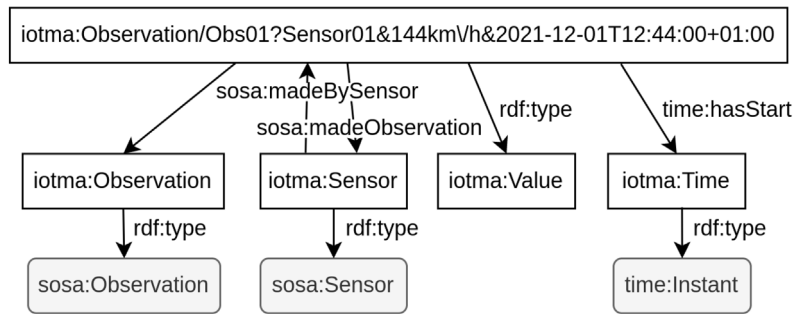 iotma:Observation/Obs01?Sensor01&144km\/h&2021-12-01T12:44:00+01:00
sosa:madeBySensor
rdf:type
time:hasStart
sosa:madeObservation
iotma:Observation
iotma:Sensor
iotma:Value
iotma:Time
rdf:type
rdf:type
rdf:type
sosa:Observation
sosa:Sensor
time:Instant